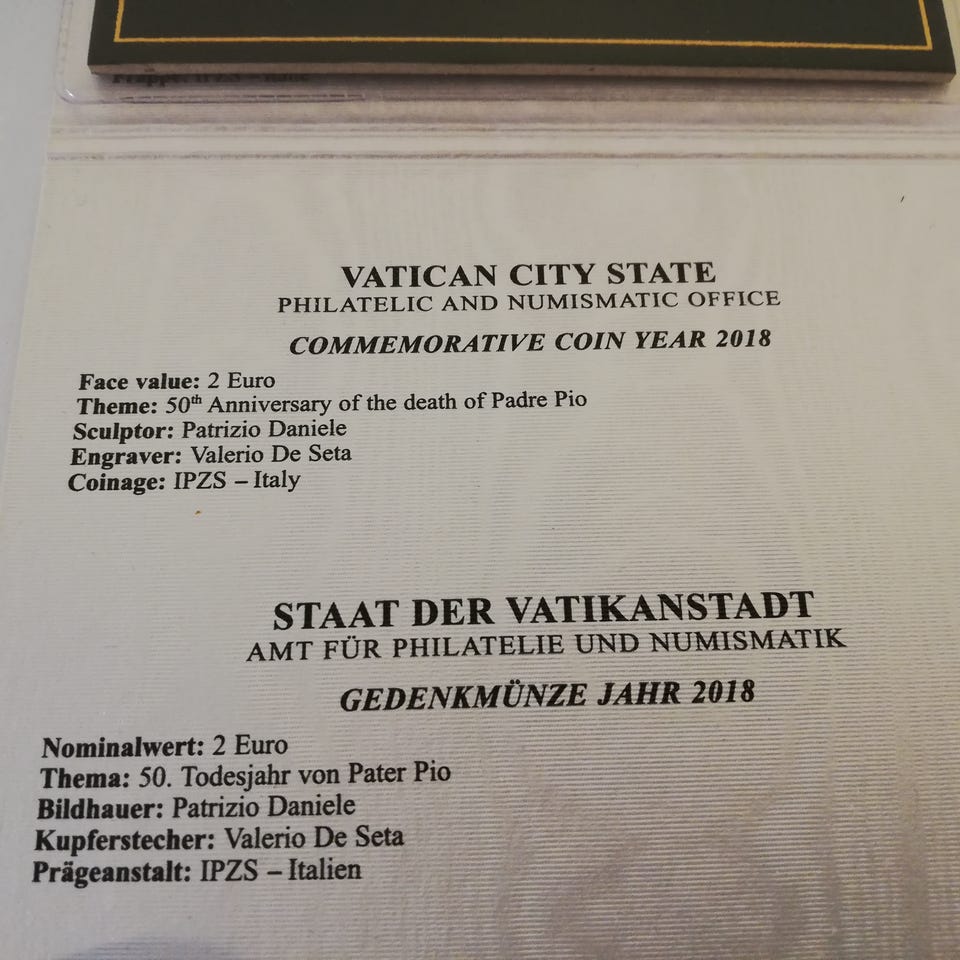 Frappe: IPZS – Italie
VATICAN CITY STATE
PHILATELIC AND NUMISMATIC OFFICE
COMMEMORATIVE COIN YEAR 2018
Face value: 2 Euro
Theme: 50th Anniversary of the death of Padre Pio
Sculptor: Patrizio Daniele
Engraver: Valerio De Seta
Coinage: IPZS – Italy
STAAT DER VATIKANSTADT
AMT FÜR PHILATELIE UND NUMISMATIK
GEDENKMÜNZE JAHR 2018
Nominalwert: 2 Euro
Thema: 50. Todesjahr von Pater Pio
Bildhauer: Patrizio Daniele
Kupferstecher: Valerio De Seta
Prägeanstalt: IPZS – Italien